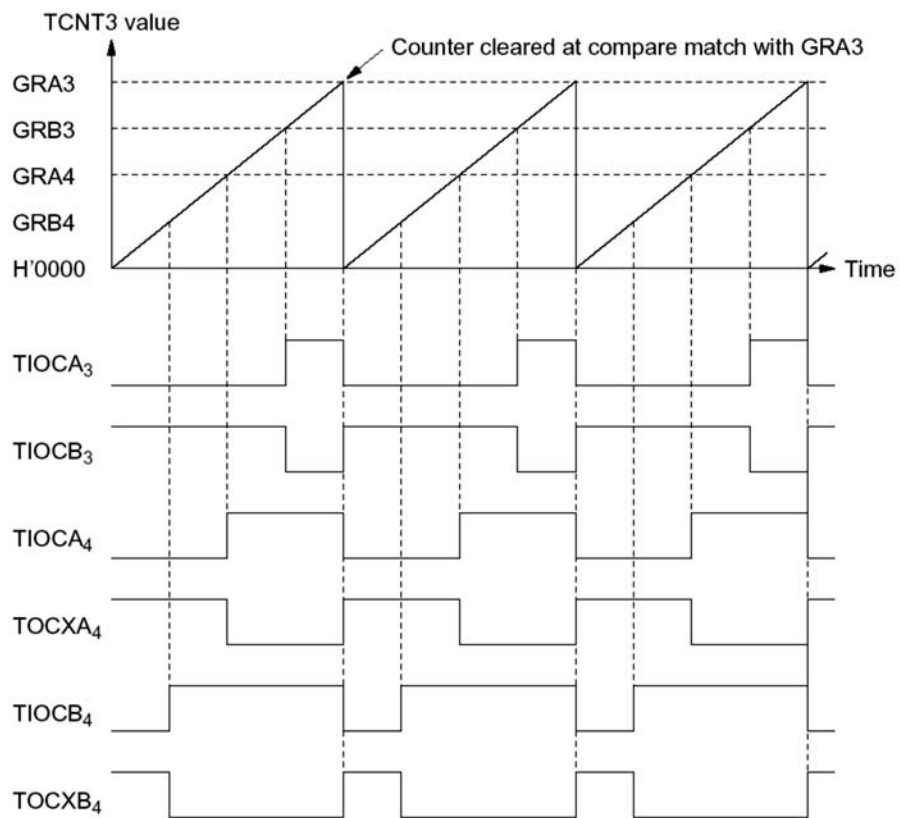 TCNT3 value
Counter cleared at compare match with GRA3
GRA3
GRB3
GRA4
GRB4
H'0000
Time
TIOCA₃
TIOCB₃
TIOCA₄
TOCXA₄
TIOCB₄
TOCXB₄